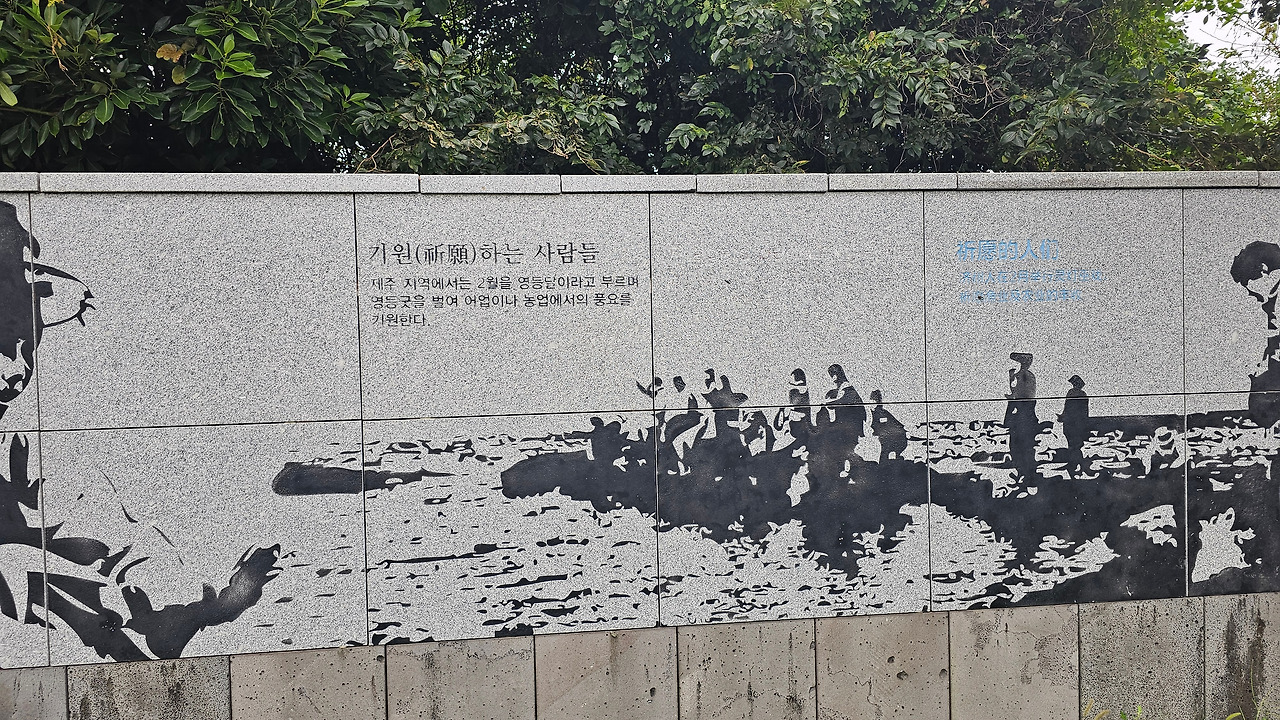 기원(祈願)하는 사람들
제주 지역에서는 2월을 영등달이라고 부르며
영등굿을 벌여 어업이나 농업에서의 풍요를
기원한다.
祈愿的人们